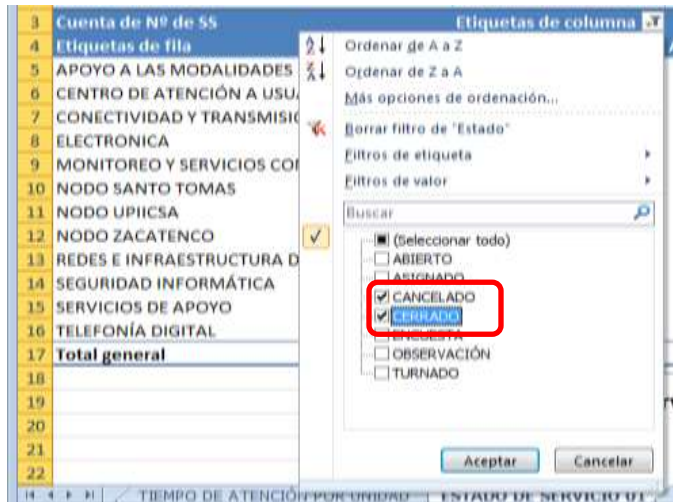 3 Cuenta de Nº de SS Etiquetas de columna
4 Etiquetas de fila
5 APOYO A LAS MODALIDADES
6 CENTRO DE ATENCIÓN A USU
7 CONECTIVIDAD Y TRANSMISI
8 ELECTRONICA
9 MONITOREO Y SERVICIOS CO
10 NODO SANTO TOMAS
11 NODO UPIICSA
12 NODO ZACATENCO
13 REDES E INFRAESTRUCTURA D
14 SEGURIDAD INFORMÁTICA
15 SERVICIOS DE APOYO
16 TELEFONÍA DIGITAL
17 Total general
18
19
20
21
22
Ordenar de A a Z
Ordenar de Z a A
Más opciones de ordenación...
Borrar filtro de "Estado"
Filtros de etiqueta
Filtros de valor
Buscar
(Seleccionar todo)
ABIERTO
ASIGNADO
CANCELADO
CERRADO
ENCUESTA
OBSERVACIÓN
TURNADO
Aceptar Cancelar
TIEMPO DE ATENCIÓN POR UNIDAD ESTADO DE SERVICIO 01